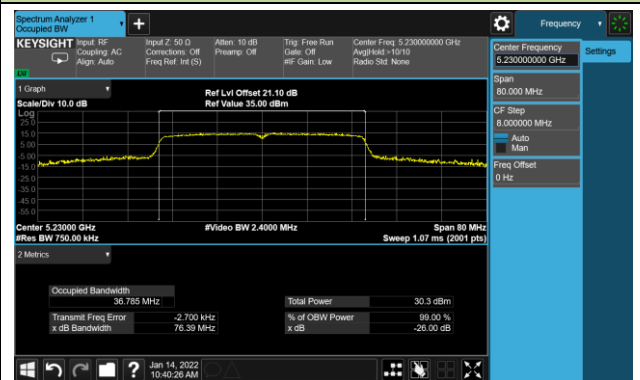 Spectrum Analyzer 1
Occupied BW
Frequency
KEYSIGHT
Input: RF
Coupling: AC
Align: Auto
Input Z: 50 Ω
Corrections: Off
Freq Ref: Int (S)
Atten: 10 dB
Preamp: Off
Trig: Free Run
Gate: Off
#IF Gain: Low
Center Freq: 5.230000000 GHz
Avg|Hold:>10/10
Radio Std: None
Center Frequency
5.230000000 GHz
Settings
Span
80.000 MHz
CF Step
8.000000 MHz
Auto
Man
Freq Offset
0 Hz
1 Graph
Scale/Div 10.0 dB
Ref Lvl Offset 21.10 dB
Ref Value 35.00 dBm
Log
25.0
15.0
5.00
-5.00
-15.0
-25.0
-35.0
-45.0
-55.0
Center 5.23000 GHz
#Res BW 750.00 kHz
#Video BW 2.4000 MHz
Span 80 MHz
Sweep 1.07 ms (2001 pts)
2 Metrics
Occupied Bandwidth
36.785 MHz
Total Power 30.3 dBm
Transmit Freq Error -2.700 kHz
% of OBW Power 99.00 %
x dB Bandwidth 76.39 MHz
x dB -26.00 dB
?
Jan 14, 2022
10:40:26 AM